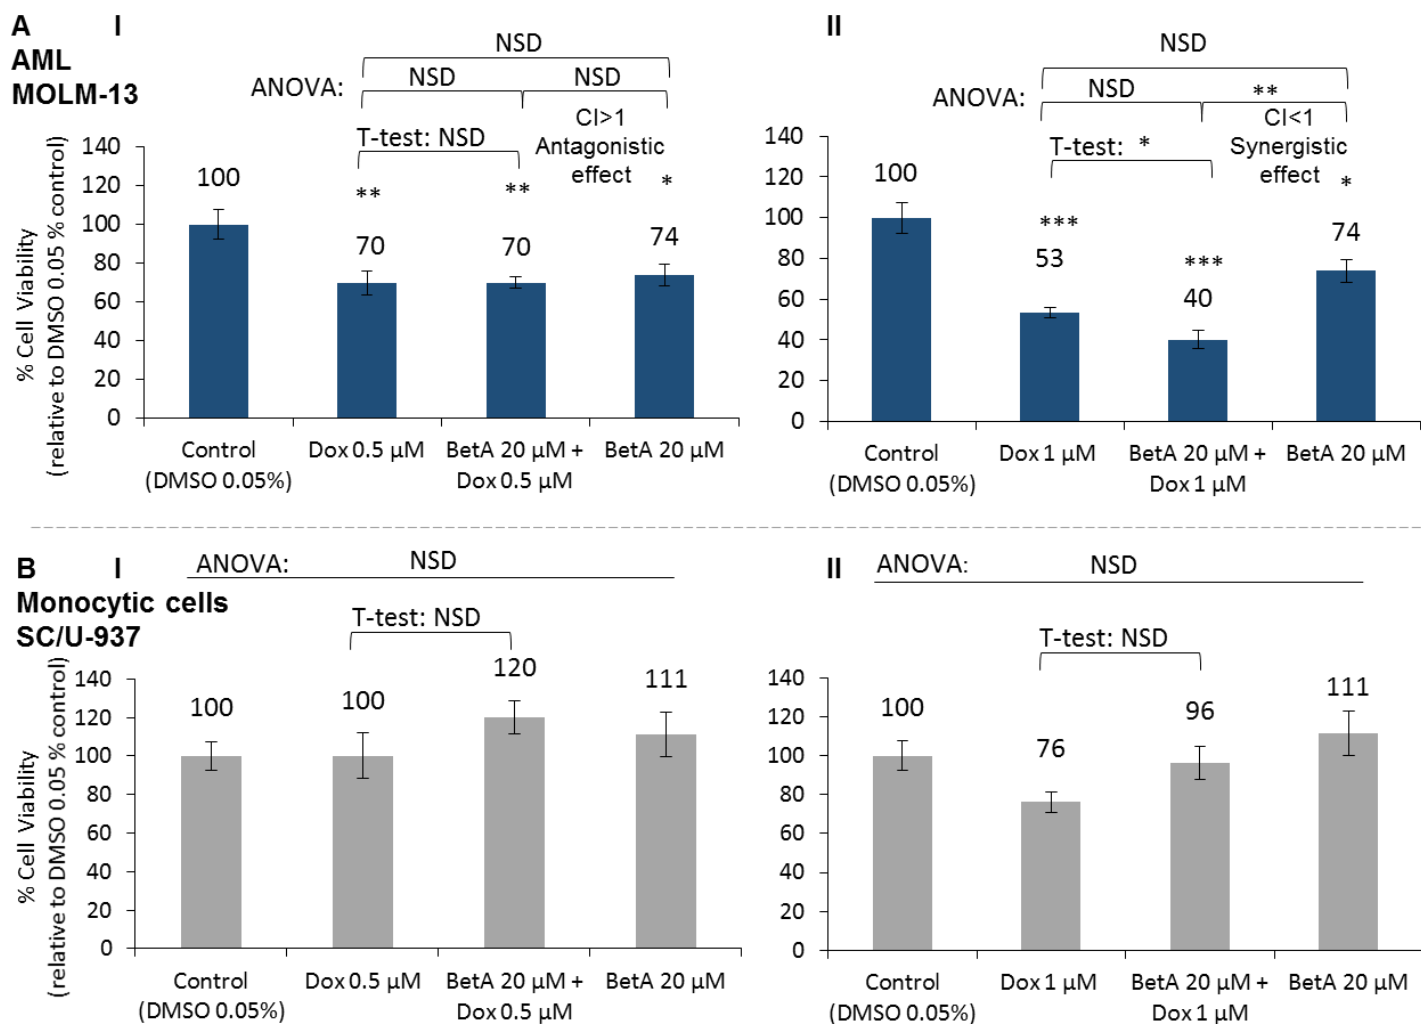 A I
AML
MOLM-13
NSD
ANOVA: NSD NSD
T-test: NSD
CI>1
Antagonistic
effect
% Cell Viability
(relative to DMSO 0.05 % control)
140
120
100
80
60
40
20
0
100
**
70
**
70
*
74
Control
(DMSO 0.05%)
Dox 0.5 µM
BetA 20 µM +
Dox 0.5 µM
BetA 20 µM
II
NSD
ANOVA: NSD **
T-test: *
CI<1
Synergistic
effect
140
120
100
80
60
40
20
0
100
***
53
***
40
*
74
Control
(DMSO 0.05%)
Dox 1 µM
BetA 20 µM +
Dox 1 µM
BetA 20 µM
B I
Monocytic cells
SC/U-937
ANOVA: NSD
T-test: NSD
% Cell Viability
(relative to DMSO 0.05 % control)
140
120
100
80
60
40
20
0
100
100
120
111
Control
(DMSO 0.05%)
Dox 0.5 µM
BetA 20 µM +
Dox 0.5 µM
BetA 20 µM
II
ANOVA: NSD
T-test: NSD
140
120
100
80
60
40
20
0
100
76
96
111
Control
(DMSO 0.05%)
Dox 1 µM
BetA 20 µM +
Dox 1 µM
BetA 20 µM